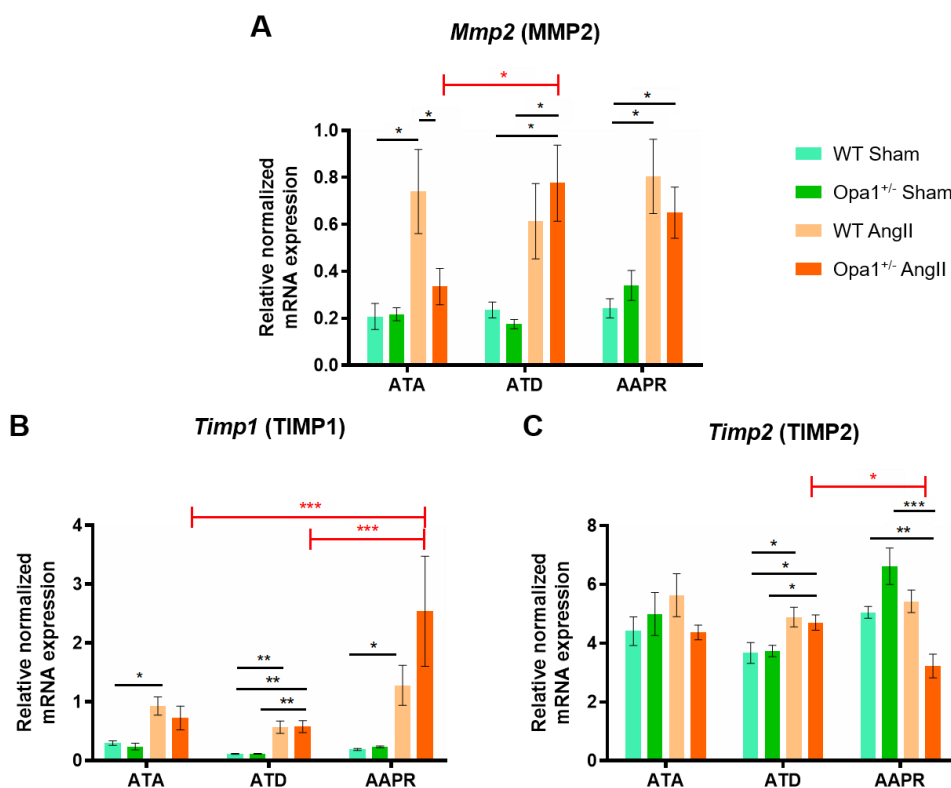 A
Mmp2 (MMP2)
*
* * * * * *
1.0
0.8
0.6
0.4
0.2
0.0
Relative normalized
mRNA expression
ATA ATD AAPR
WT Sham
Opa1+/- Sham
WT AngII
Opa1+/- AngII
B
Timp1 (TIMP1)
***
***
* ** ** ** *
4
3
2
1
0
Relative normalized
mRNA expression
ATA ATD AAPR
C
Timp2 (TIMP2)
*
***
**
* * *
8
6
4
2
0
Relative normalized
mRNA expression
ATA ATD AAPR